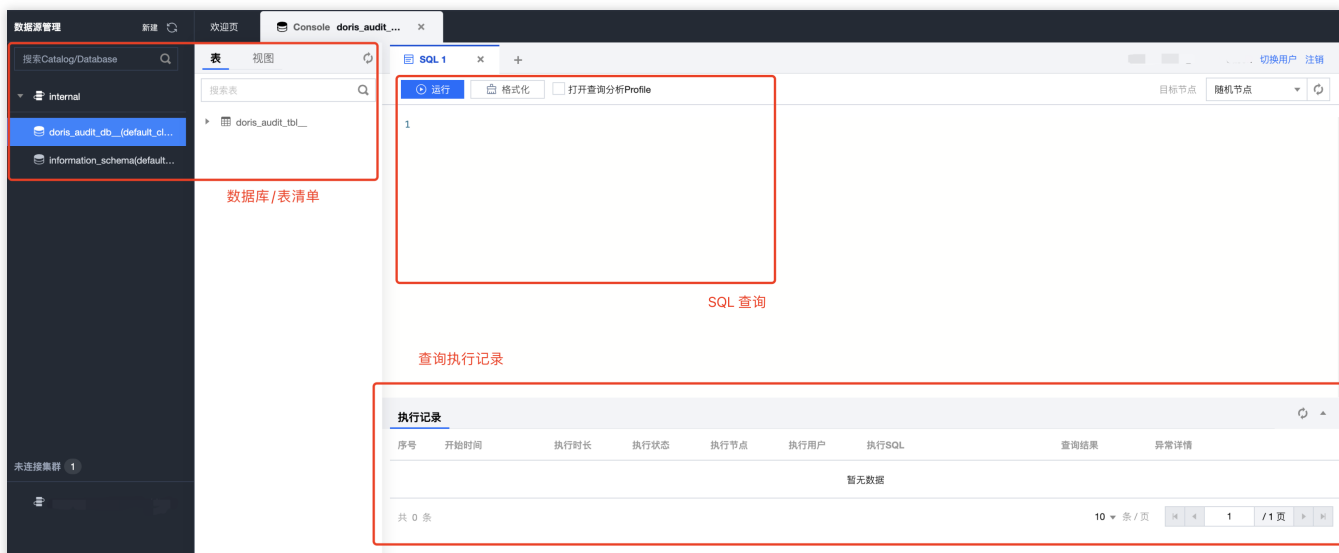 数据源管理 新建 欢迎页 Console doris_audit_... ×
搜索Catalog/Database 表 视图 SQL 1 × + 切换用户 注销
internal 搜索表 运行 格式化 打开查询分析Profile 目标节点 随机节点
doris_audit_db__(default_cl... doris_audit_tbl__ 1
information_schema(default...
数据库/表清单
SQL 查询
查询执行记录
执行记录
序号 开始时间 执行时长 执行状态 执行节点 执行用户 执行SQL 查询结果 异常详情
未连接集群 1
暂无数据
共 0 条 10 条 / 页 1 / 1 页